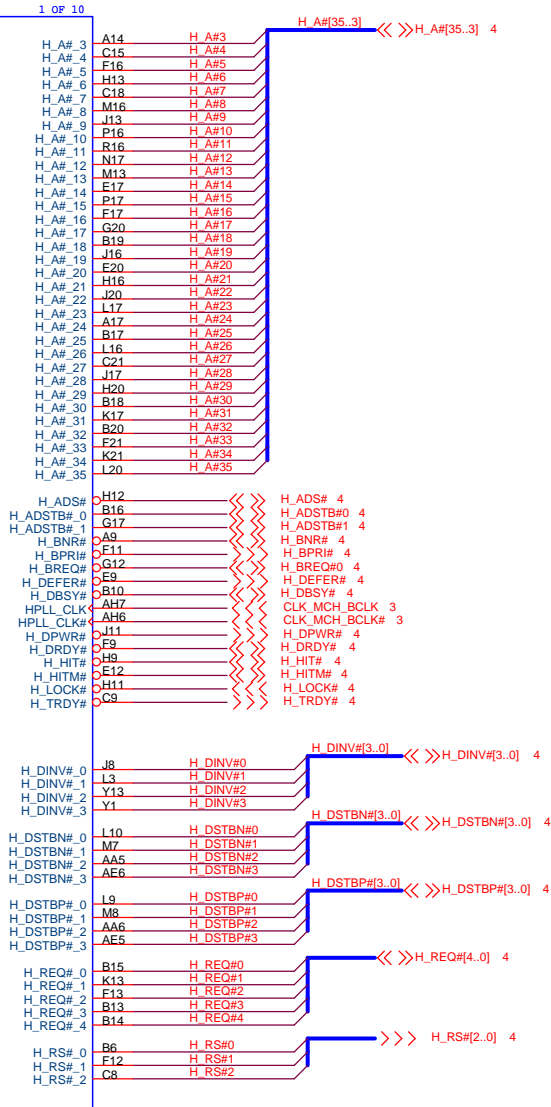 1 OF 10
H_A#[35..3] H_A#[35..3] 4
H_A#_3 A14 H_A#3
H_A#_4 C15 H_A#4
H_A#_5 F16 H_A#5
H_A#_6 H13 H_A#6
H_A#_7 C18 H_A#7
H_A#_8 M16 H_A#8
H_A#_9 J13 H_A#9
H_A#_10 P16 H_A#10
H_A#_11 R16 H_A#11
H_A#_12 N17 H_A#12
H_A#_13 M13 H_A#13
H_A#_14 E17 H_A#14
H_A#_15 P17 H_A#15
H_A#_16 F17 H_A#16
H_A#_17 G20 H_A#17
H_A#_18 B19 H_A#18
H_A#_19 J16 H_A#19
H_A#_20 E20 H_A#20
H_A#_21 H16 H_A#21
H_A#_22 J20 H_A#22
H_A#_23 L17 H_A#23
H_A#_24 A17 H_A#24
H_A#_25 B17 H_A#25
H_A#_26 L16 H_A#26
H_A#_27 C21 H_A#27
H_A#_28 J17 H_A#28
H_A#_29 H20 H_A#29
H_A#_30 B18 H_A#30
H_A#_31 K17 H_A#31
H_A#_32 B20 H_A#32
H_A#_33 F21 H_A#33
H_A#_34 K21 H_A#34
H_A#_35 L20 H_A#35
H_ADS# H12 H_ADS# 4
H_ADSTB#_0 B16 H_ADSTB#0 4
H_ADSTB#_1 G17 H_ADSTB#1 4
H_BNR# A9 H_BNR# 4
H_BPRI# F11 H_BPRI# 4
H_BREQ# G12 H_BREQ#0 4
H_DEFER# E9 H_DEFER# 4
H_DBSY# B10 H_DBSY# 4
HPLL_CLK AH7 CLK_MCH_BCLK 3
HPLL_CLK# AH6 CLK_MCH_BCLK# 3
H_DPWR# J11 H_DPWR# 4
H_DRDY# F9 H_DRDY# 4
H_HIT# H9 H_HIT# 4
H_HITM# E12 H_HITM# 4
H_LOCK# H11 H_LOCK# 4
H_TRDY# C9 H_TRDY# 4
H_DINV#[3..0] H_DINV#[3..0] 4
H_DINV#_0 J8 H_DINV#0
H_DINV#_1 L3 H_DINV#1
H_DINV#_2 Y13 H_DINV#2
H_DINV#_3 Y1 H_DINV#3
H_DSTBN#[3..0] H_DSTBN#[3..0] 4
H_DSTBN#_0 L10 H_DSTBN#0
H_DSTBN#_1 M7 H_DSTBN#1
H_DSTBN#_2 AA5 H_DSTBN#2
H_DSTBN#_3 AE6 H_DSTBN#3
H_DSTBP#[3..0] H_DSTBP#[3..0] 4
H_DSTBP#_0 L9 H_DSTBP#0
H_DSTBP#_1 M8 H_DSTBP#1
H_DSTBP#_2 AA6 H_DSTBP#2
H_DSTBP#_3 AE5 H_DSTBP#3
H_REQ#[4..0] 4
H_REQ#_0 B15 H_REQ#0
H_REQ#_1 K13 H_REQ#1
H_REQ#_2 F13 H_REQ#2
H_REQ#_3 B13 H_REQ#3
H_REQ#_4 B14 H_REQ#4
H_RS#[2..0] 4
H_RS#_0 B6 H_RS#0
H_RS#_1 F12 H_RS#1
H_RS#_2 C8 H_RS#2